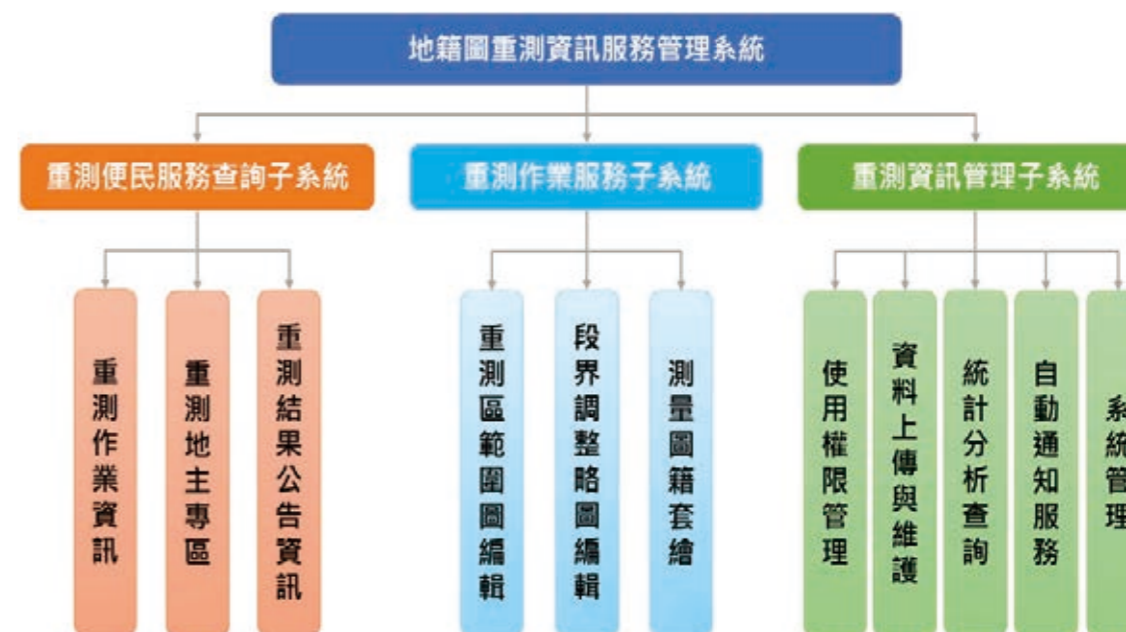 地籍圖重測資訊服務管理系統
重測便民服務查詢子系統
重測作業服務子系統
重測資訊管理子系統
重測作業資訊
重測地主專區
重測結果公告資訊
重測區範圍圖編輯
段界調整略圖編輯
測量圖籍套繪
使用權限管理
資料上傳與維護
統計分析查詢
自動通知服務
系統管理